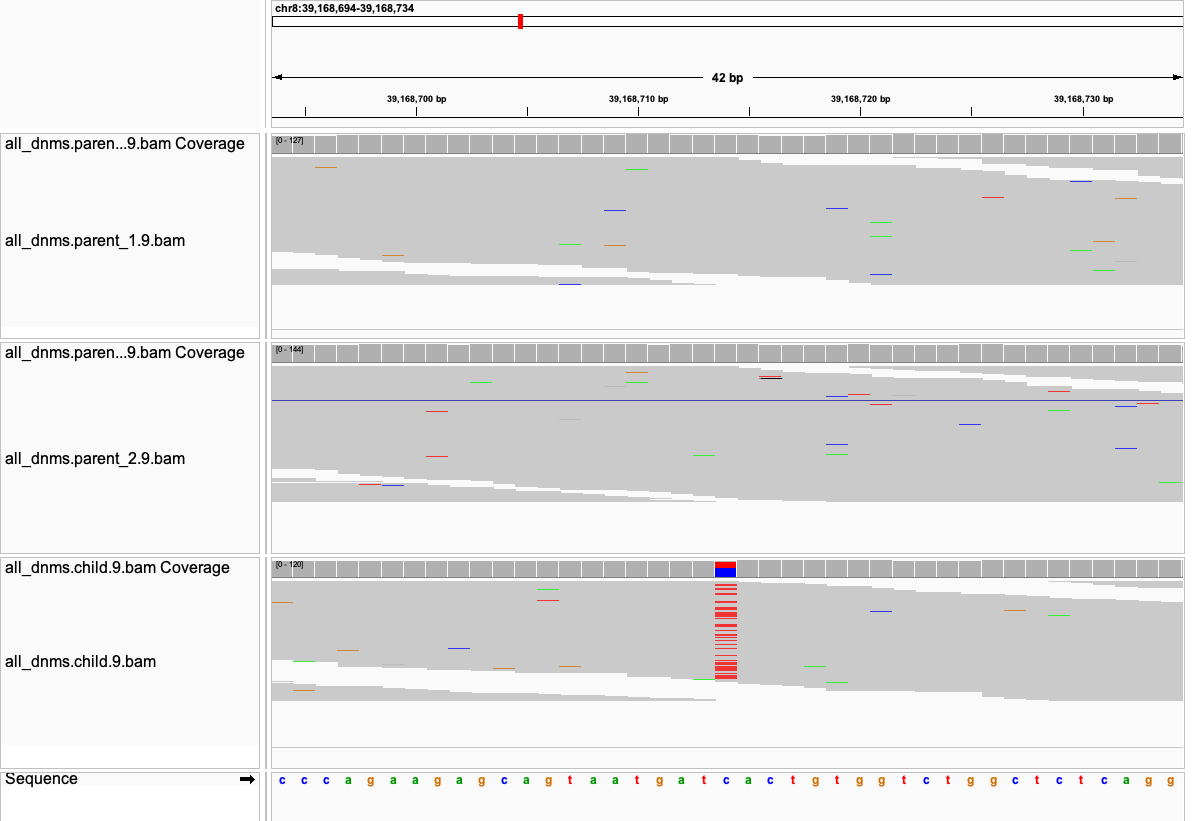 chr8:39,168,694-39,168,734
42 bp
39,168,700 bp 39,168,710 bp 39,168,720 bp 39,168,730 bp
all_dnms.paren...9.bam Coverage
[0 - 127]
all_dnms.parent_1.9.bam
all_dnms.paren...9.bam Coverage
[0 - 144]
all_dnms.parent_2.9.bam
all_dnms.child.9.bam Coverage
[0 - 120]
all_dnms.child.9.bam
Sequence
c c c a g a a g a g c a g t a a t g a t c a c t g t g g t c t g g c t c t c a g g